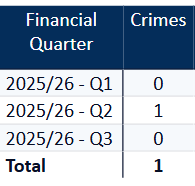 Financial Quarter Crimes
2025/26 - Q1 0
2025/26 - Q2 1
2025/26 - Q3 0
Total 1